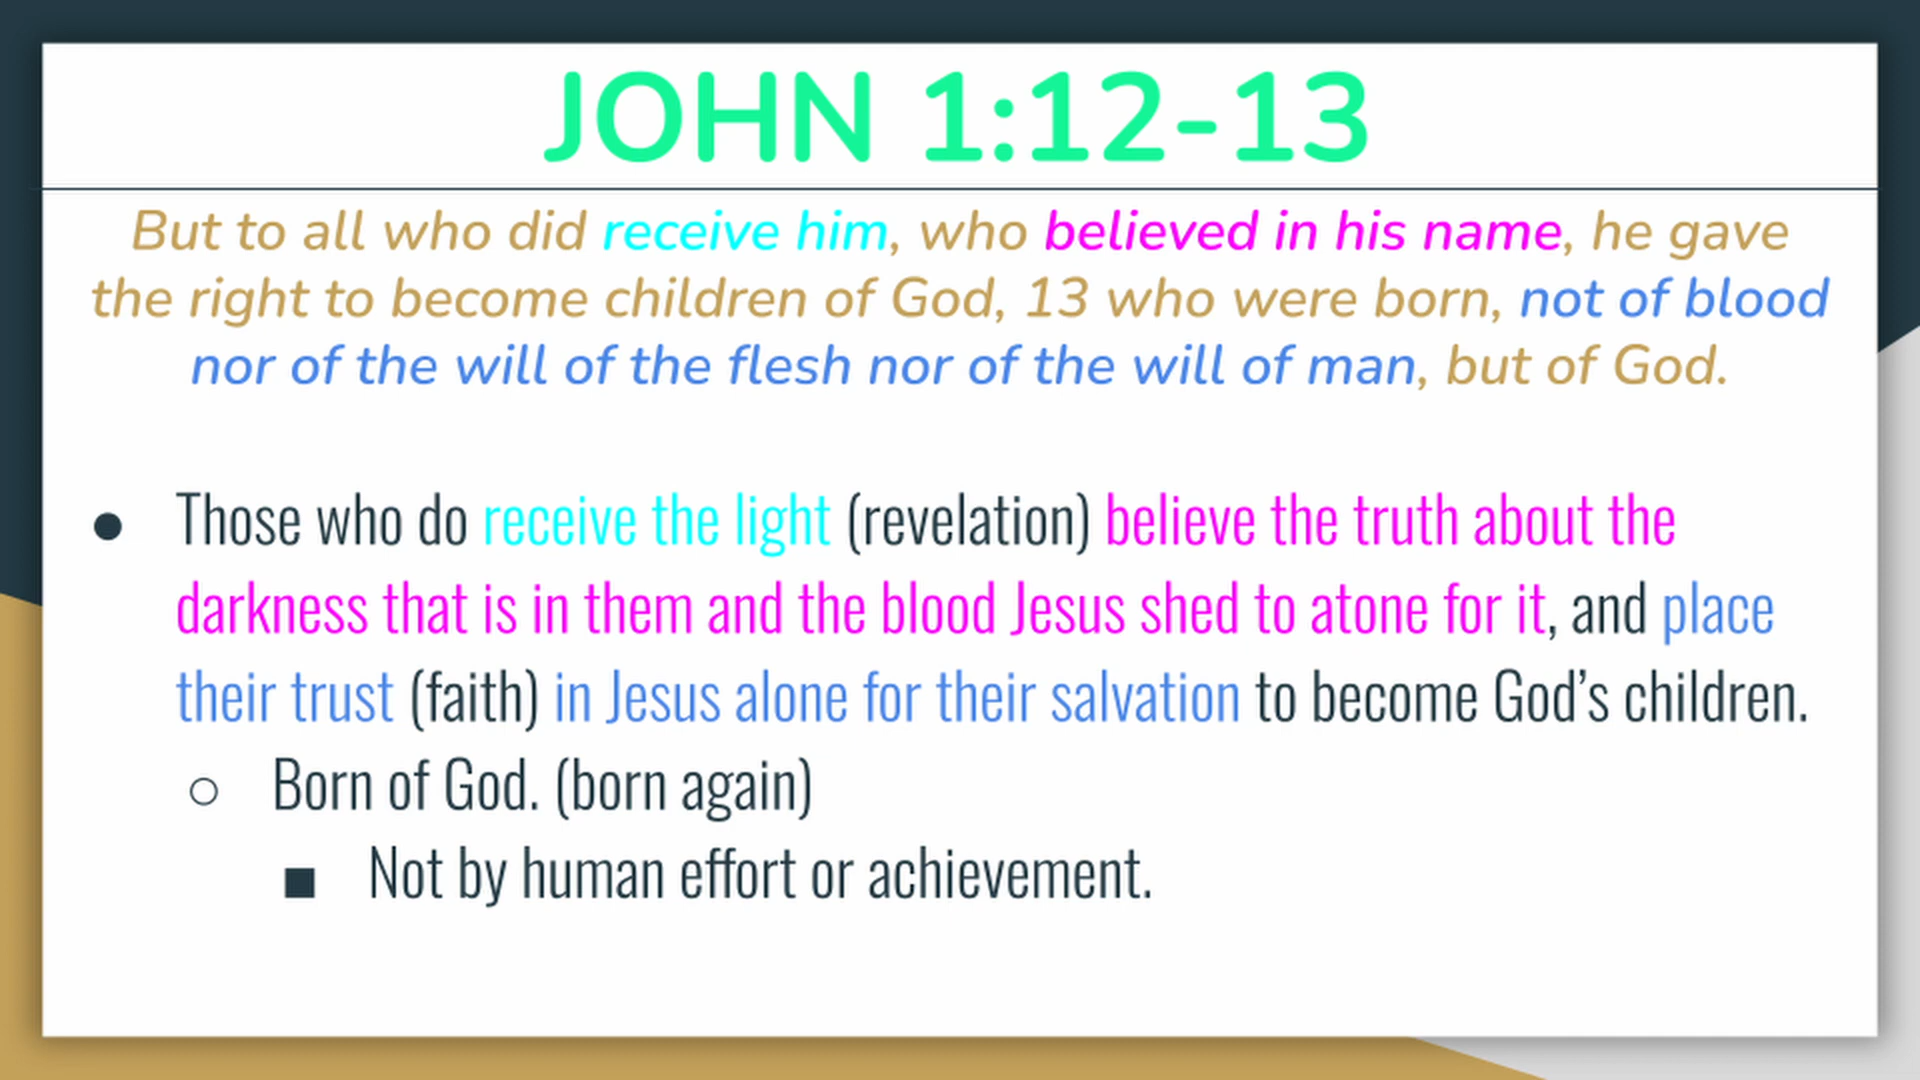 JOHN 1:12-13
But to all who did receive him, who believed in his name, he gave
the right to become children of God, 13 who were born, not of blood
nor of the will of the flesh nor of the will of man, but of God.
● Those who do receive the light (revelation) believe the truth about the
darkness that is in them and the blood Jesus shed to atone for it, and place
their trust (faith) in Jesus alone for their salvation to become God’s children.
○ Born of God. (born again)
■ Not by human effort or achievement.